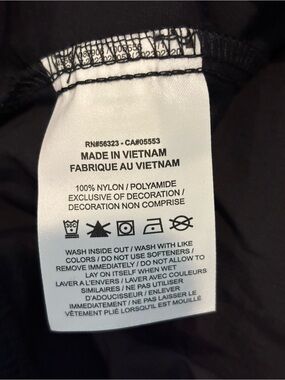 RN#56323 - CA#05553
MADE IN VIETNAM
FABRIQUE AU VIETNAM
100% NYLON / POLYAMIDE
EXCLUSIVE OF DECORATION /
DECORATION NON COMPRISE
WASH INSIDE OUT / WASH WITH LIKE
COLORS / DO NOT USE SOFTENERS /
REMOVE IMMEDIATELY / DO NOT ALLOW TO
LAY ON ITSELF WHEN WET
LAVER A L'ENVERS / LAVER AVEC COULEURS
SIMILAIRES / NE PAS UTILISER
D'ADOUCISSEUR / ENLEVER
IMMEDIATEMENT / NE PAS LAISSER LE
VÊTEMENT PLIÉ LORSQU'IL EST MOUILLÉ